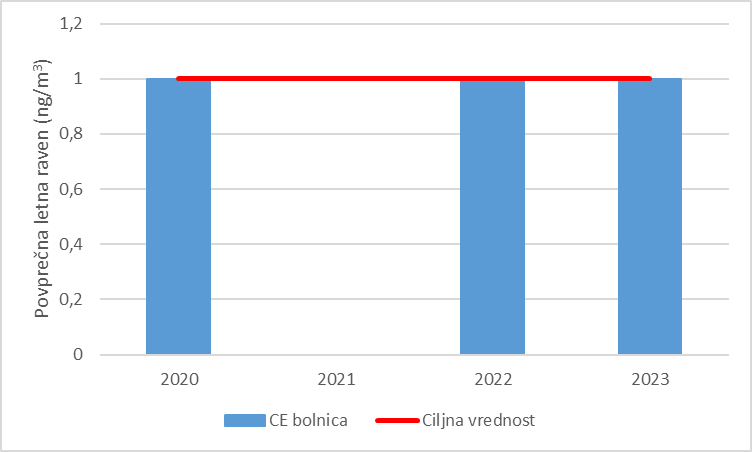 Povprečna letna raven (ng/m³)
1,2
1
0,8
0,6
0,4
0,2
0
2020 2021 2022 2023
CE bolnica Ciljna vrednost